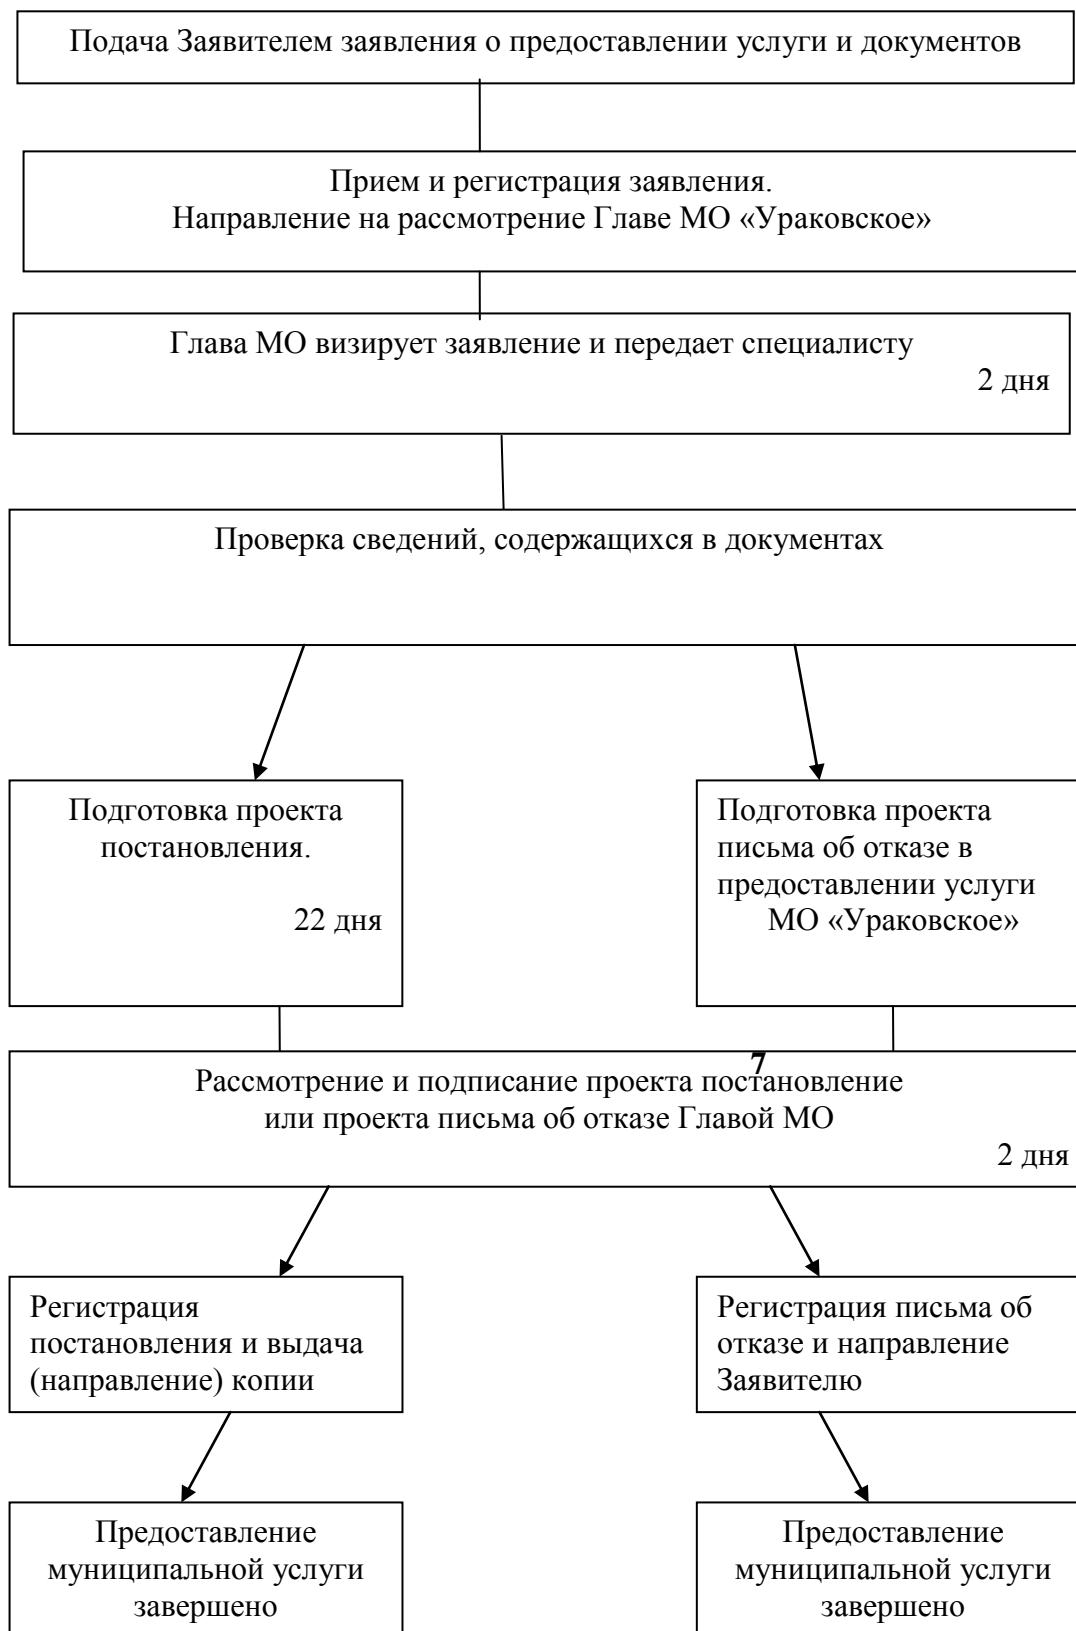 Подача Заявителем заявления о предоставлении услуги и документов
Прием и регистрация заявления.
Направление на рассмотрение Главе МО «Ураковское»
Глава МО визирует заявление и передает специалисту
2 дня
Проверка сведений, содержащихся в документах
Подготовка проекта
постановления.
22 дня
Подготовка проекта
письма об отказе в
предоставлении услуги
МО «Ураковское»
7
Рассмотрение и подписание проекта постановление
или проекта письма об отказе Главой МО
2 дня
Регистрация
постановления и выдача
(направление) копии
Регистрация письма об
отказе и направление
Заявителю
Предоставление
муниципальной услуги
завершено
Предоставление
муниципальной услуги
завершено